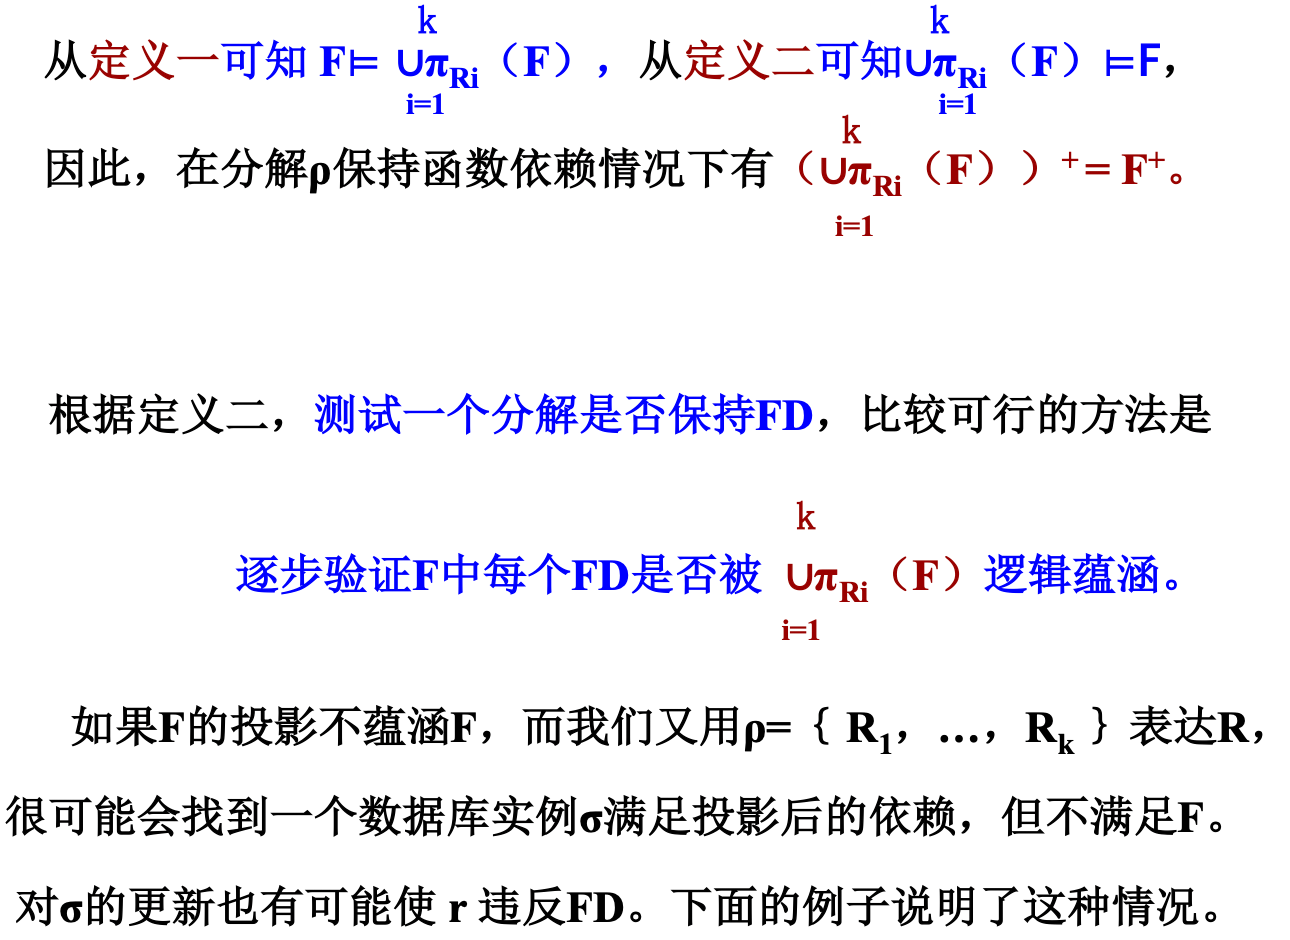 k k
从定义一可知 F⊨ ∪πRi（F），从定义二可知∪πRi（F）⊨F，
i=1 i=1
k
因此，在分解ρ保持函数依赖情况下有（∪πRi（F））+ = F+。
i=1
根据定义二，测试一个分解是否保持FD，比较可行的方法是
k
逐步验证F中每个FD是否被 ∪πRi（F）逻辑蕴涵。
i=1
如果F的投影不蕴涵F，而我们又用ρ=｛ R1，…，Rk ｝表达R，
很可能会找到一个数据库实例σ满足投影后的依赖，但不满足F。
对σ的更新也有可能使 r 违反FD。下面的例子说明了这种情况。